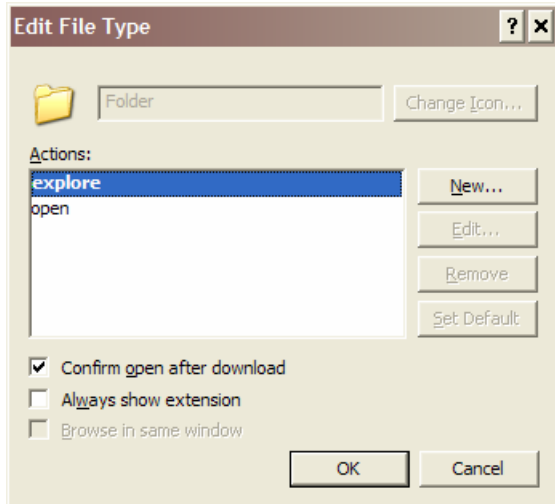 Edit File Type
Folder
Change Icon...
Actions:
explore
open
New...
Edit...
Remove
Set Default
Confirm open after download
Always show extension
Browse in same window
OK
Cancel